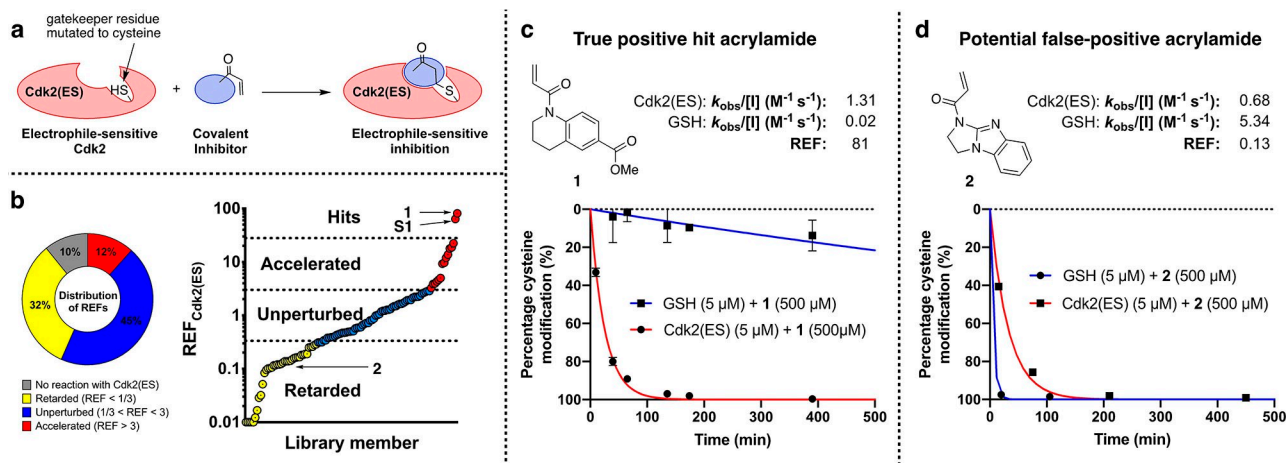 a
gatekeeper residue
mutated to cysteine
HS
Cdk2(ES)
+
O
Cdk2(ES)
O
S
Electrophile-sensitive
Cdk2
Covalent
Inhibitor
Electrophile-sensitive
inhibition
b
10%
12%
32%
Distribution
of REFs
No reaction with Cdk2(ES)
Retarded (REF < 1/3)
Unperturbed (1/3 < REF < 3)
Accelerated (REF > 3)
REFCdk2(ES)
100
10
1
0.1
0.01
Hits
1
S1
Accelerated
Unperturbed
2
Retarded
Library member
c
True positive hit acrylamide
O
N
O
OMe
1
Cdk2(ES): kobs/[I] (M-1 s-1): 1.31
GSH: kobs/[I] (M-1 s-1): 0.02
REF: 81
Percentage cysteine
modification (%)
0
20
40
60
80
100
GSH (5 μM) + 1 (500 μM)
Cdk2(ES) (5 μM) + 1 (500μM)
0
100
200
300
400
500
Time (min)
d
Potential false-positive acrylamide
O
N
N
N
2
Cdk2(ES): kobs/[I] (M-1 s-1): 0.68
GSH: kobs/[I] (M-1 s-1): 5.34
REF: 0.13
Percentage cysteine
modification (%)
0
20
40
60
80
100
GSH (5 μM) + 2 (500 μM)
Cdk2(ES) (5 μM) + 2 (500 μM)
0
100
200
300
400
500
Time (min)